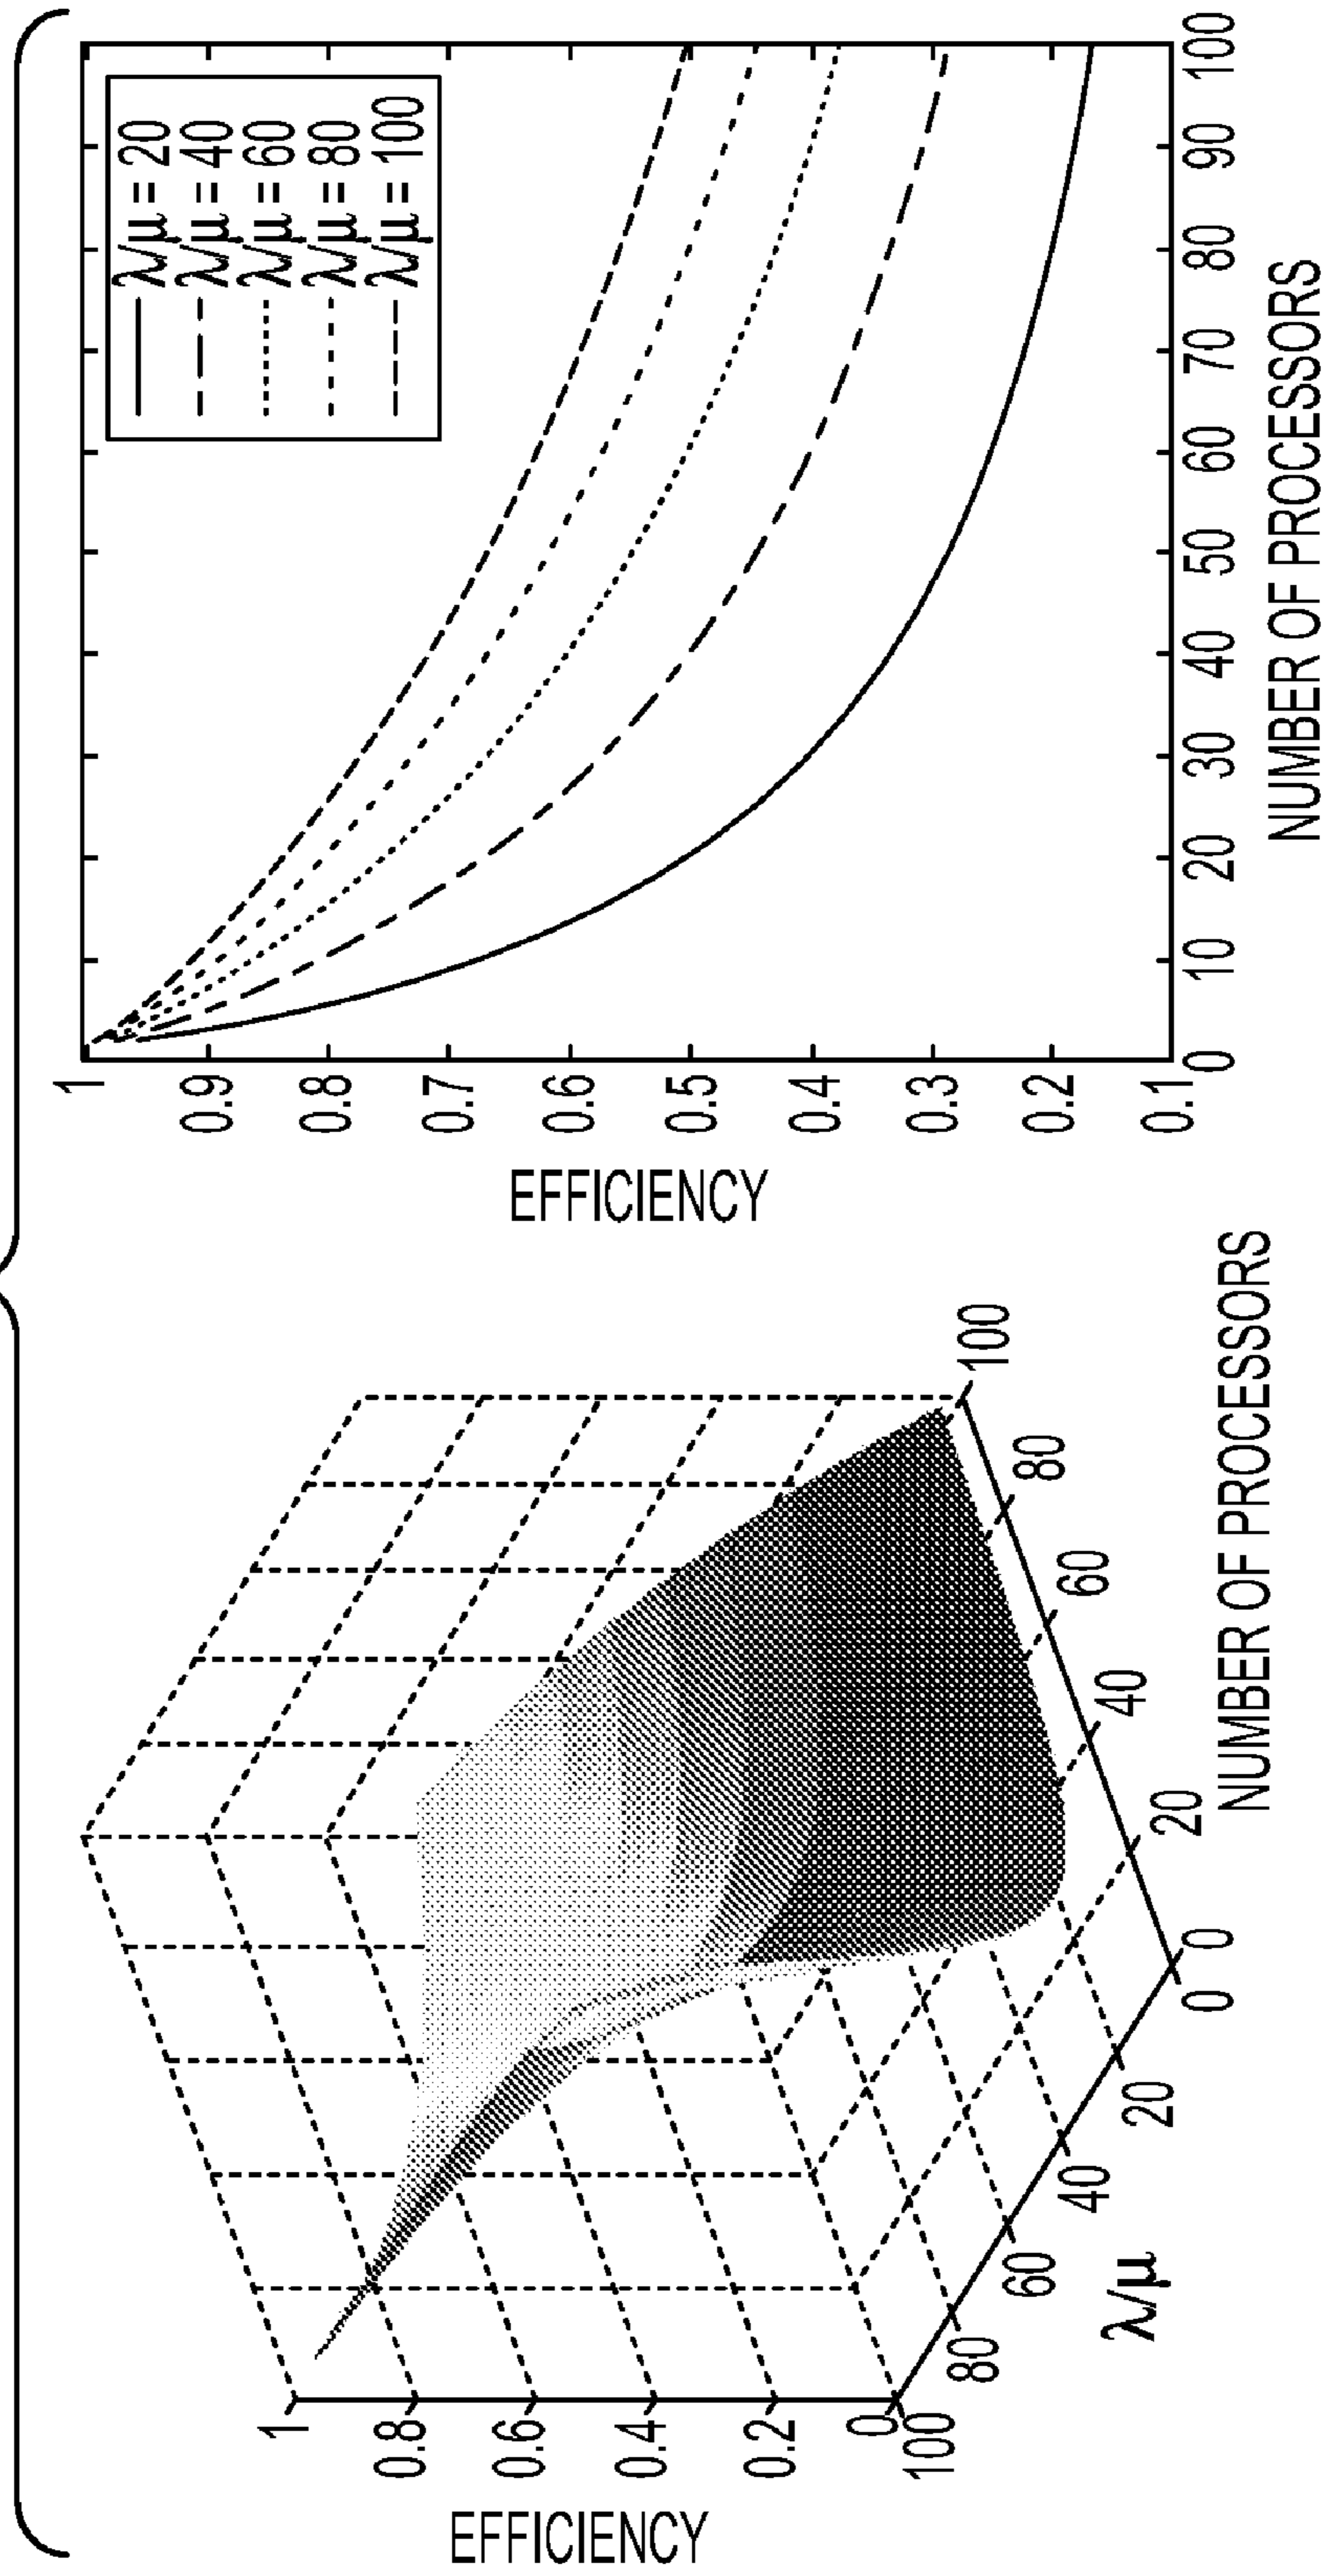 EFFICIENCY
1
0.8
0.6
0.4
0.2
0
100
80
60
40
20
0
λ/μ
0
20
40
60
80
100
NUMBER OF PROCESSORS
EFFICIENCY
1
0.9
0.8
0.7
0.6
0.5
0.4
0.3
0.2
0.1
0 10 20 30 40 50 60 70 80 90 100
NUMBER OF PROCESSORS
λ/μ = 20
λ/μ = 40
λ/μ = 60
λ/μ = 80
λ/μ = 100